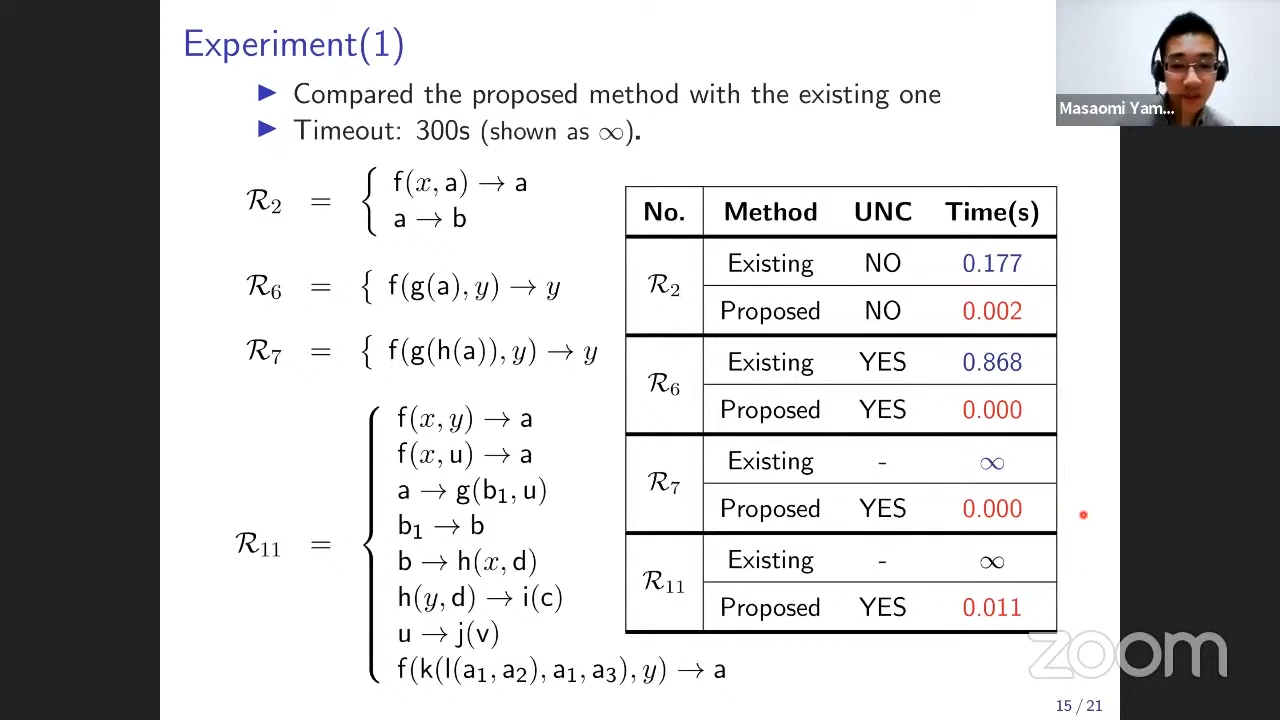 Experiment(1)
▶ Compared the proposed method with the existing one
▶ Timeout: 300s (shown as ∞).
R₂ = { f(x, a) → a
a → b
R₆ = { f(g(a), y) → y
R₇ = { f(g(h(a)), y) → y
R₁₁ = { f(x, y) → a
f(x, u) → a
a → g(b₁, u)
b₁ → b
b → h(x, d)
h(y, d) → i(c)
u → j(v)
f(k(l(a₁, a₂), a₁, a₃), y) → a
No. Method UNC Time(s)
R₂ Existing NO 0.177
Proposed NO 0.002
R₆ Existing YES 0.868
Proposed YES 0.000
R₇ Existing - ∞
Proposed YES 0.000
R₁₁ Existing - ∞
Proposed YES 0.011
Masaomi Yam...
zoom
15 / 21